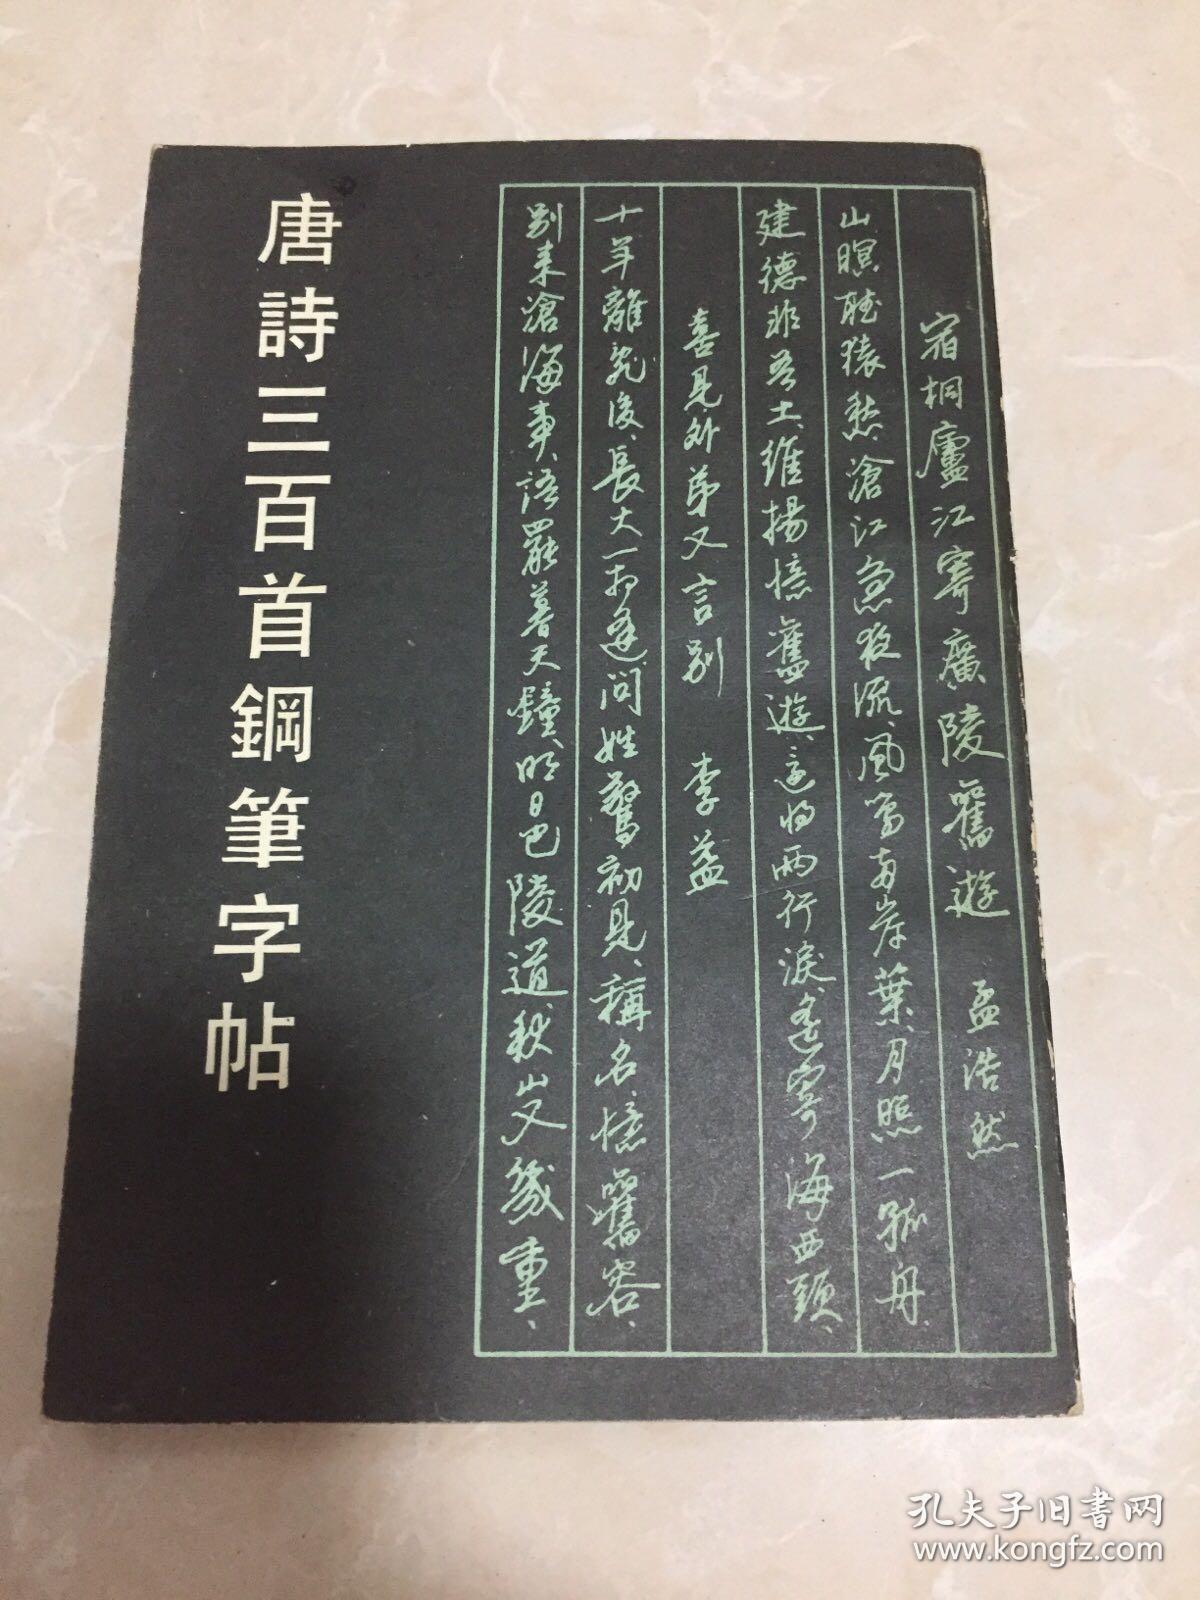 唐詩三百首鋼筆字帖
宿桐廬江寄廣陵舊遊 孟浩然
山暝聽猿愁、滄江急夜流、風鳴兩岸葉、月照一孤舟、
建德非吾土、維揚憶舊遊、還將兩行淚、遙寄海西頭、
喜見外弟又言別 李益
十年離亂後、長大一相逢、問姓驚初見、稱名憶舊容、
別來滄海事、語罷暮天鐘、明日巴陵道、秋山又幾重、
孔夫子旧书网
www.kongfz.com